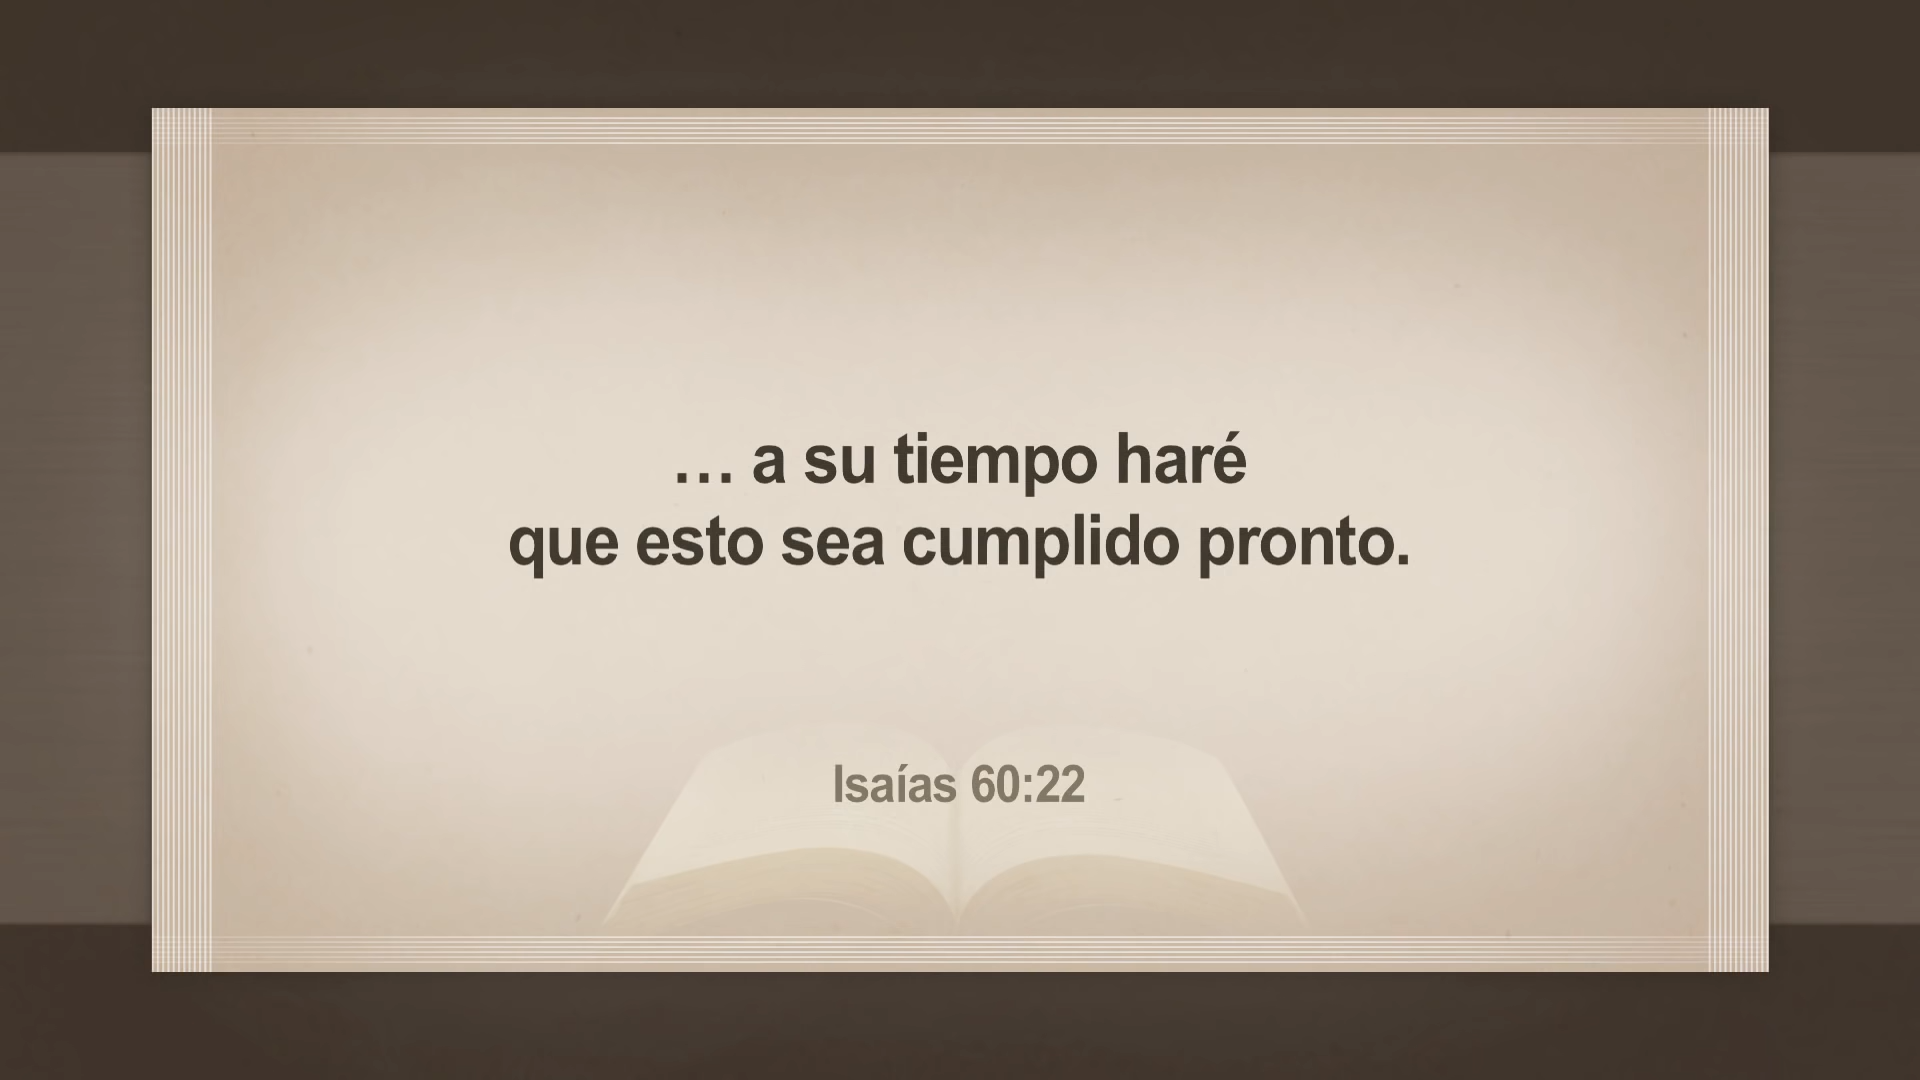 … a su tiempo haré
que esto sea cumplido pronto.
Isaías 60:22